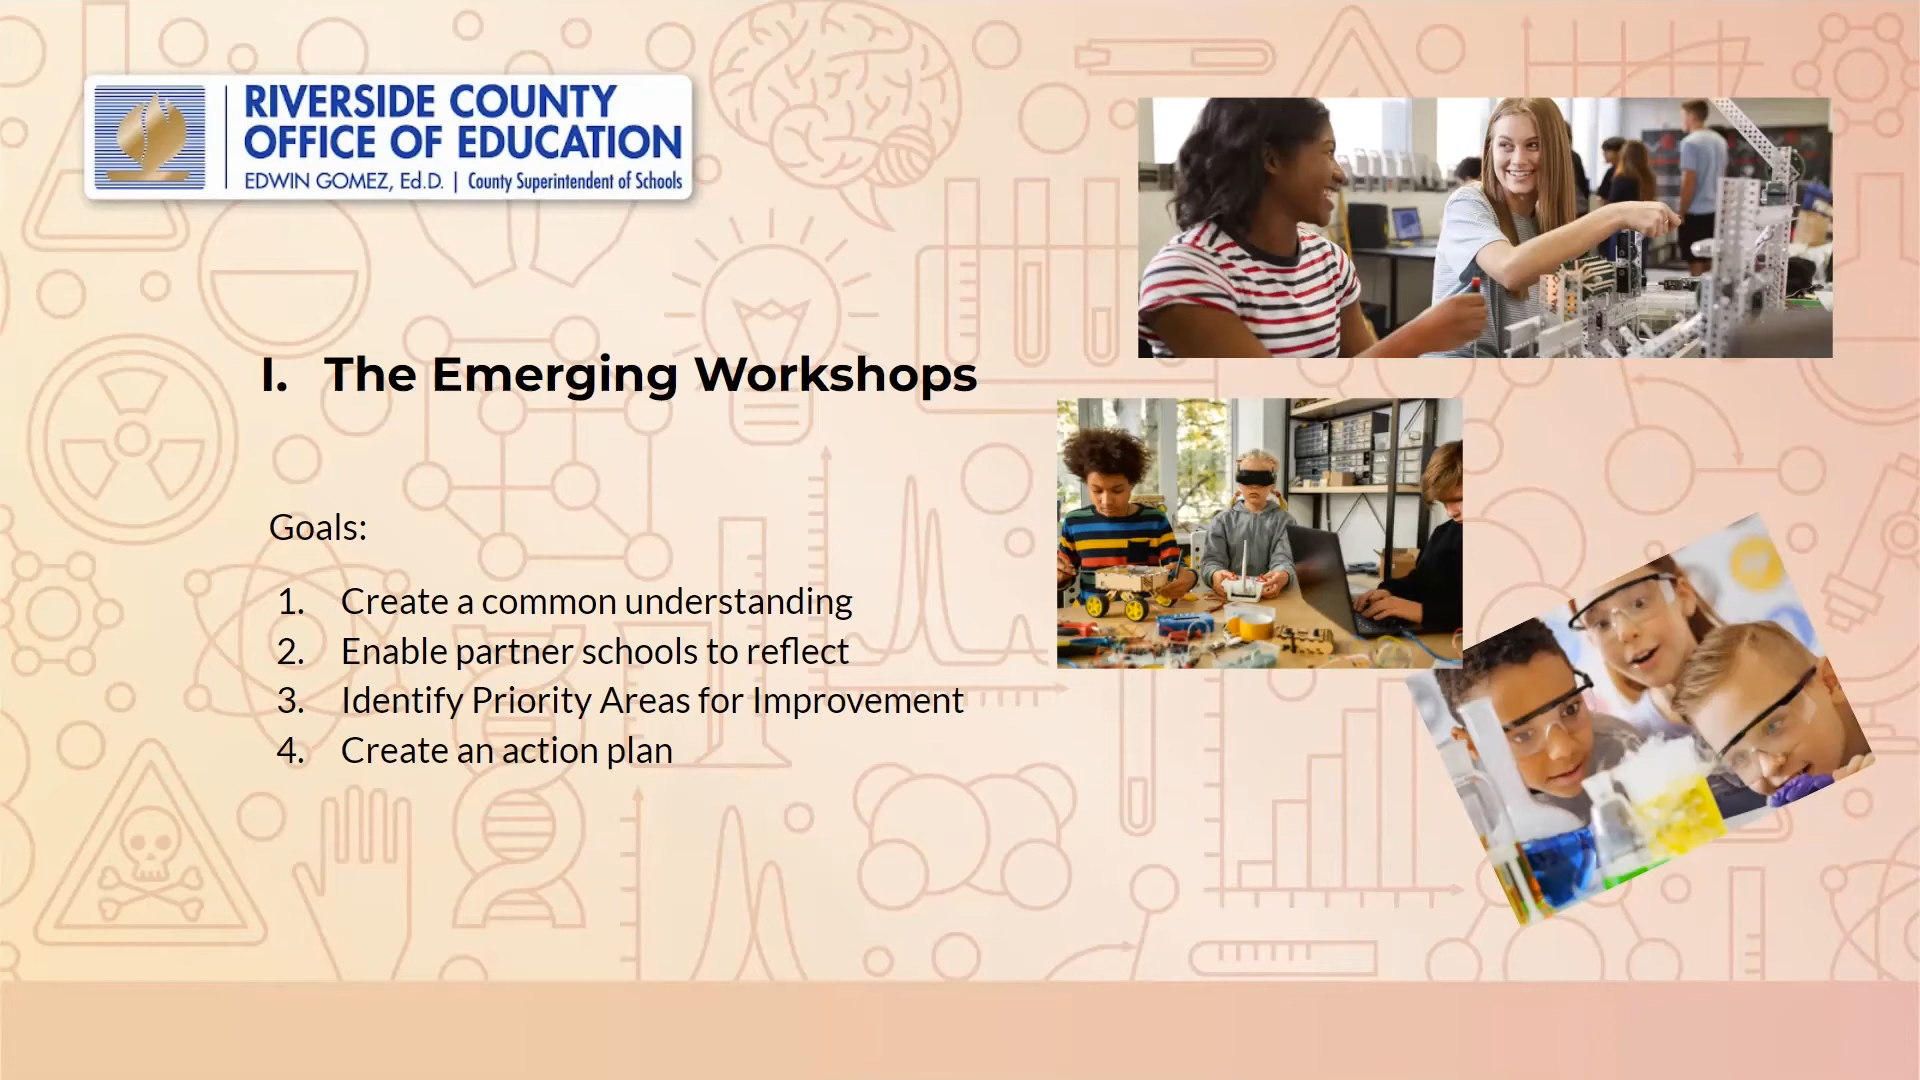 RIVERSIDE COUNTY
OFFICE OF EDUCATION
EDWIN GOMEZ, Ed.D. | County Superintendent of Schools
I. The Emerging Workshops
Goals:
1. Create a common understanding
2. Enable partner schools to reflect
3. Identify Priority Areas for Improvement
4. Create an action plan